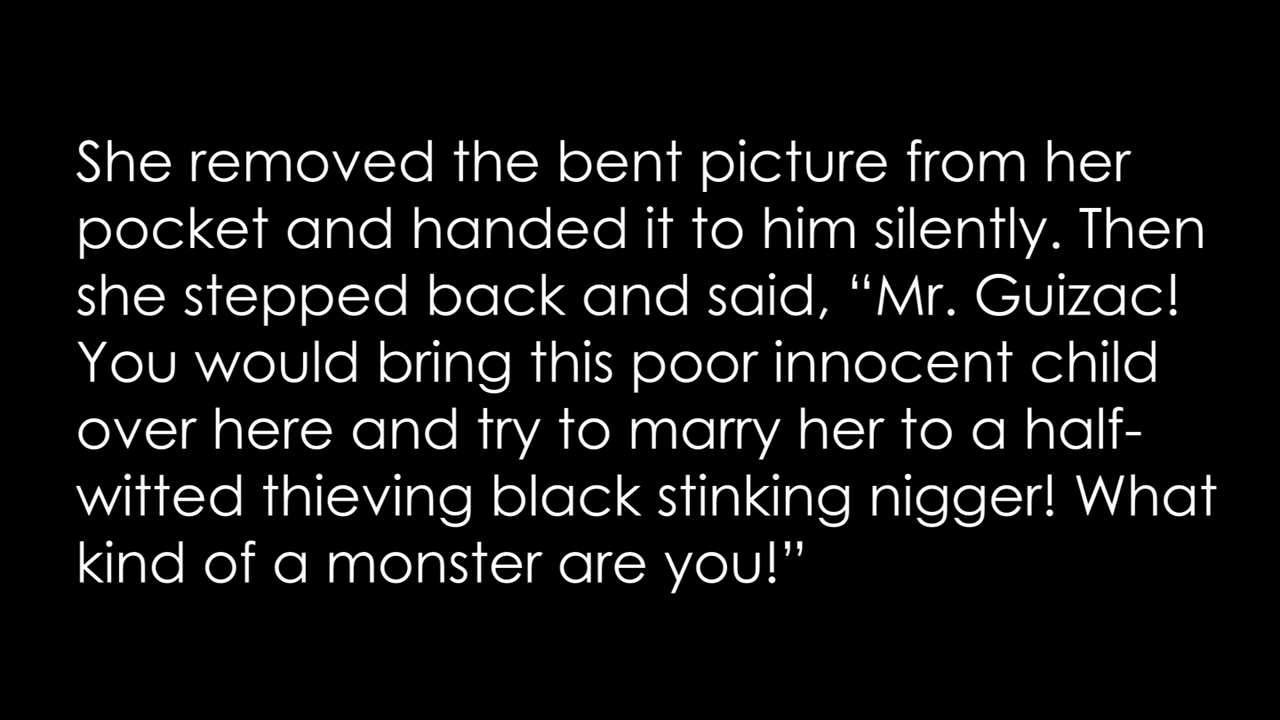 She removed the bent picture from her
pocket and handed it to him silently. Then
she stepped back and said, “Mr. Guizac!
You would bring this poor innocent child
over here and try to marry her to a half-
witted thieving black stinking nigger! What
kind of a monster are you!”